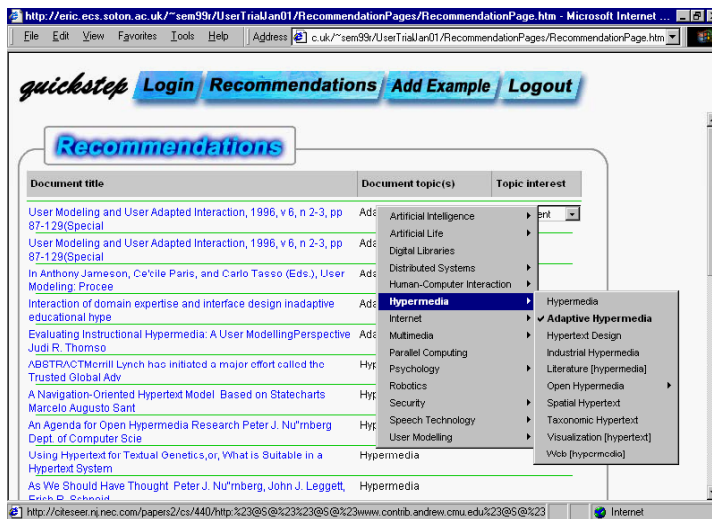 http://eric.ecs.soton.ac.uk/~sem99r/UserTrialJan01/RecommendationPages/RecommendationPage.htm - Microsoft Internet ...
File Edit View Favorites Tools Help Address c.uk/~sem99r/UserTrialJan01/RecommendationPages/RecommendationPage.htm
quickstep Login Recommendations Add Example Logout
Recommendations
Document title Document topic(s) Topic interest
User Modeling and User Adapted Interaction, 1996, v 6, n 2-3, pp
87-129(Special
User Modeling and User Adapted Interaction, 1996, v 6, n 2-3, pp
87-129(Special
In Anthony Jameson, Ce'cile Paris, and Carlo Tasso (Eds.), User
Modeling: Procee
Interaction of domain expertise and interface design inadaptive
educational hype
Evaluating Instructional Hypermedia: A User ModellingPerspective
Judi R. Thomso
ABSTRACTMerrill Lynch has initiated a major effort called the
Trusted Global Adv
A Navigation-Oriented Hypertext Model Based on Statecharts
Marcelo Augusto Sant
An Agenda for Open Hypermedia Research Peter J. Nu"rnberg
Dept. of Computer Scie
Using Hypertext for Textual Genetics,or, What is Suitable in a Hypermedia
Hypertext System
As We Should Have Thought Peter J. Nu"rnberg, John J. Leggett, Hypermedia
Erich R. Schneid
Artificial Intelligence
Artificial Life
Digital Libraries
Distributed Systems
Human-Computer Interaction
Hypermedia
Internet
Multimedia
Parallel Computing
Psychology
Robotics
Security
Speech Technology
User Modelling
Hypermedia
Adaptive Hypermedia
Hypertext Design
Industrial Hypermedia
Literature [hypermedia]
Open Hypermedia
Spatial Hypertext
Taxonomic Hypertext
Visualization [hypertext]
Web [hypermedia]
http://citeseer.nj.nec.com/papers2/cs/440/http:%23@S@%23%23@S@%23www.contrib.andrew.cmu.edu%23@S@%23 Internet